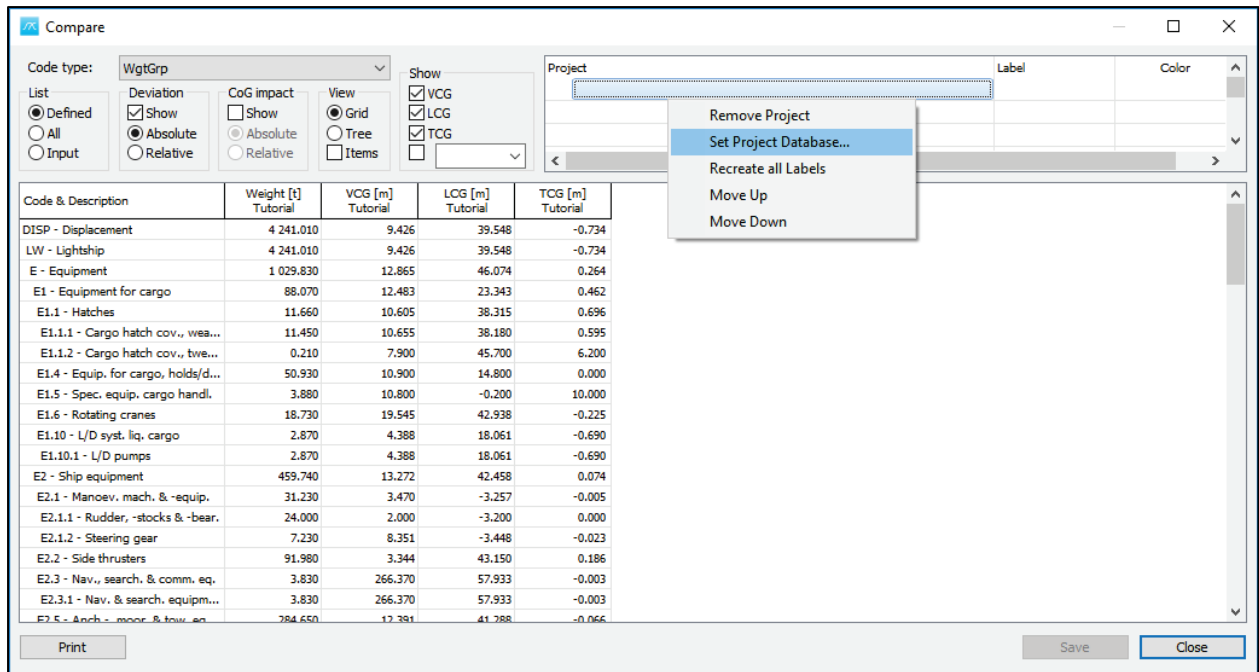 Compare
Code type: WgtGrp
List
Defined
All
Input
Deviation
Show
Absolute
Relative
CoG impact
Show
Absolute
Relative
View
Grid
Tree
Items
Show
VCG
LCG
TCG
Project Label Color
Remove Project
Set Project Database...
Recreate all Labels
Move Up
Move Down
Code & Description Weight [t] VCG [m] LCG [m] TCG [m]
Tutorial Tutorial Tutorial Tutorial
DISP - Displacement 4 241.010 9.426 39.548 -0.734
LW - Lightship 4 241.010 9.426 39.548 -0.734
E - Equipment 1 029.830 12.865 46.074 0.264
E1 - Equipment for cargo 88.070 12.483 23.343 0.462
E1.1 - Hatches 11.660 10.605 38.315 0.696
E1.1.1 - Cargo hatch cov., wea... 11.450 10.655 38.180 0.595
E1.1.2 - Cargo hatch cov., twe... 0.210 7.900 45.700 6.200
E1.4 - Equip. for cargo, holds/d... 50.930 10.900 14.800 0.000
E1.5 - Spec. equip. cargo handl. 3.880 10.800 -0.200 10.000
E1.6 - Rotating cranes 18.730 19.545 42.938 -0.225
E1.10 - L/D syst. liq. cargo 2.870 4.388 18.061 -0.690
E1.10.1 - L/D pumps 2.870 4.388 18.061 -0.690
E2 - Ship equipment 459.740 13.272 42.458 0.074
E2.1 - Manoev. mach. & -equip. 31.230 3.470 -3.257 -0.005
E2.1.1 - Rudder, -stocks & -bear. 24.000 2.000 -3.200 0.000
E2.1.2 - Steering gear 7.230 8.351 -3.448 -0.023
E2.2 - Side thrusters 91.980 3.344 43.150 0.186
E2.3 - Nav., search. & comm. eq. 3.830 266.370 57.933 -0.003
E2.3.1 - Nav. & search. equipm... 3.830 266.370 57.933 -0.003
E2.5 - Anch - moor. & tow. eq. 284.650 12.391 41.288 -0.066
Print Save Close